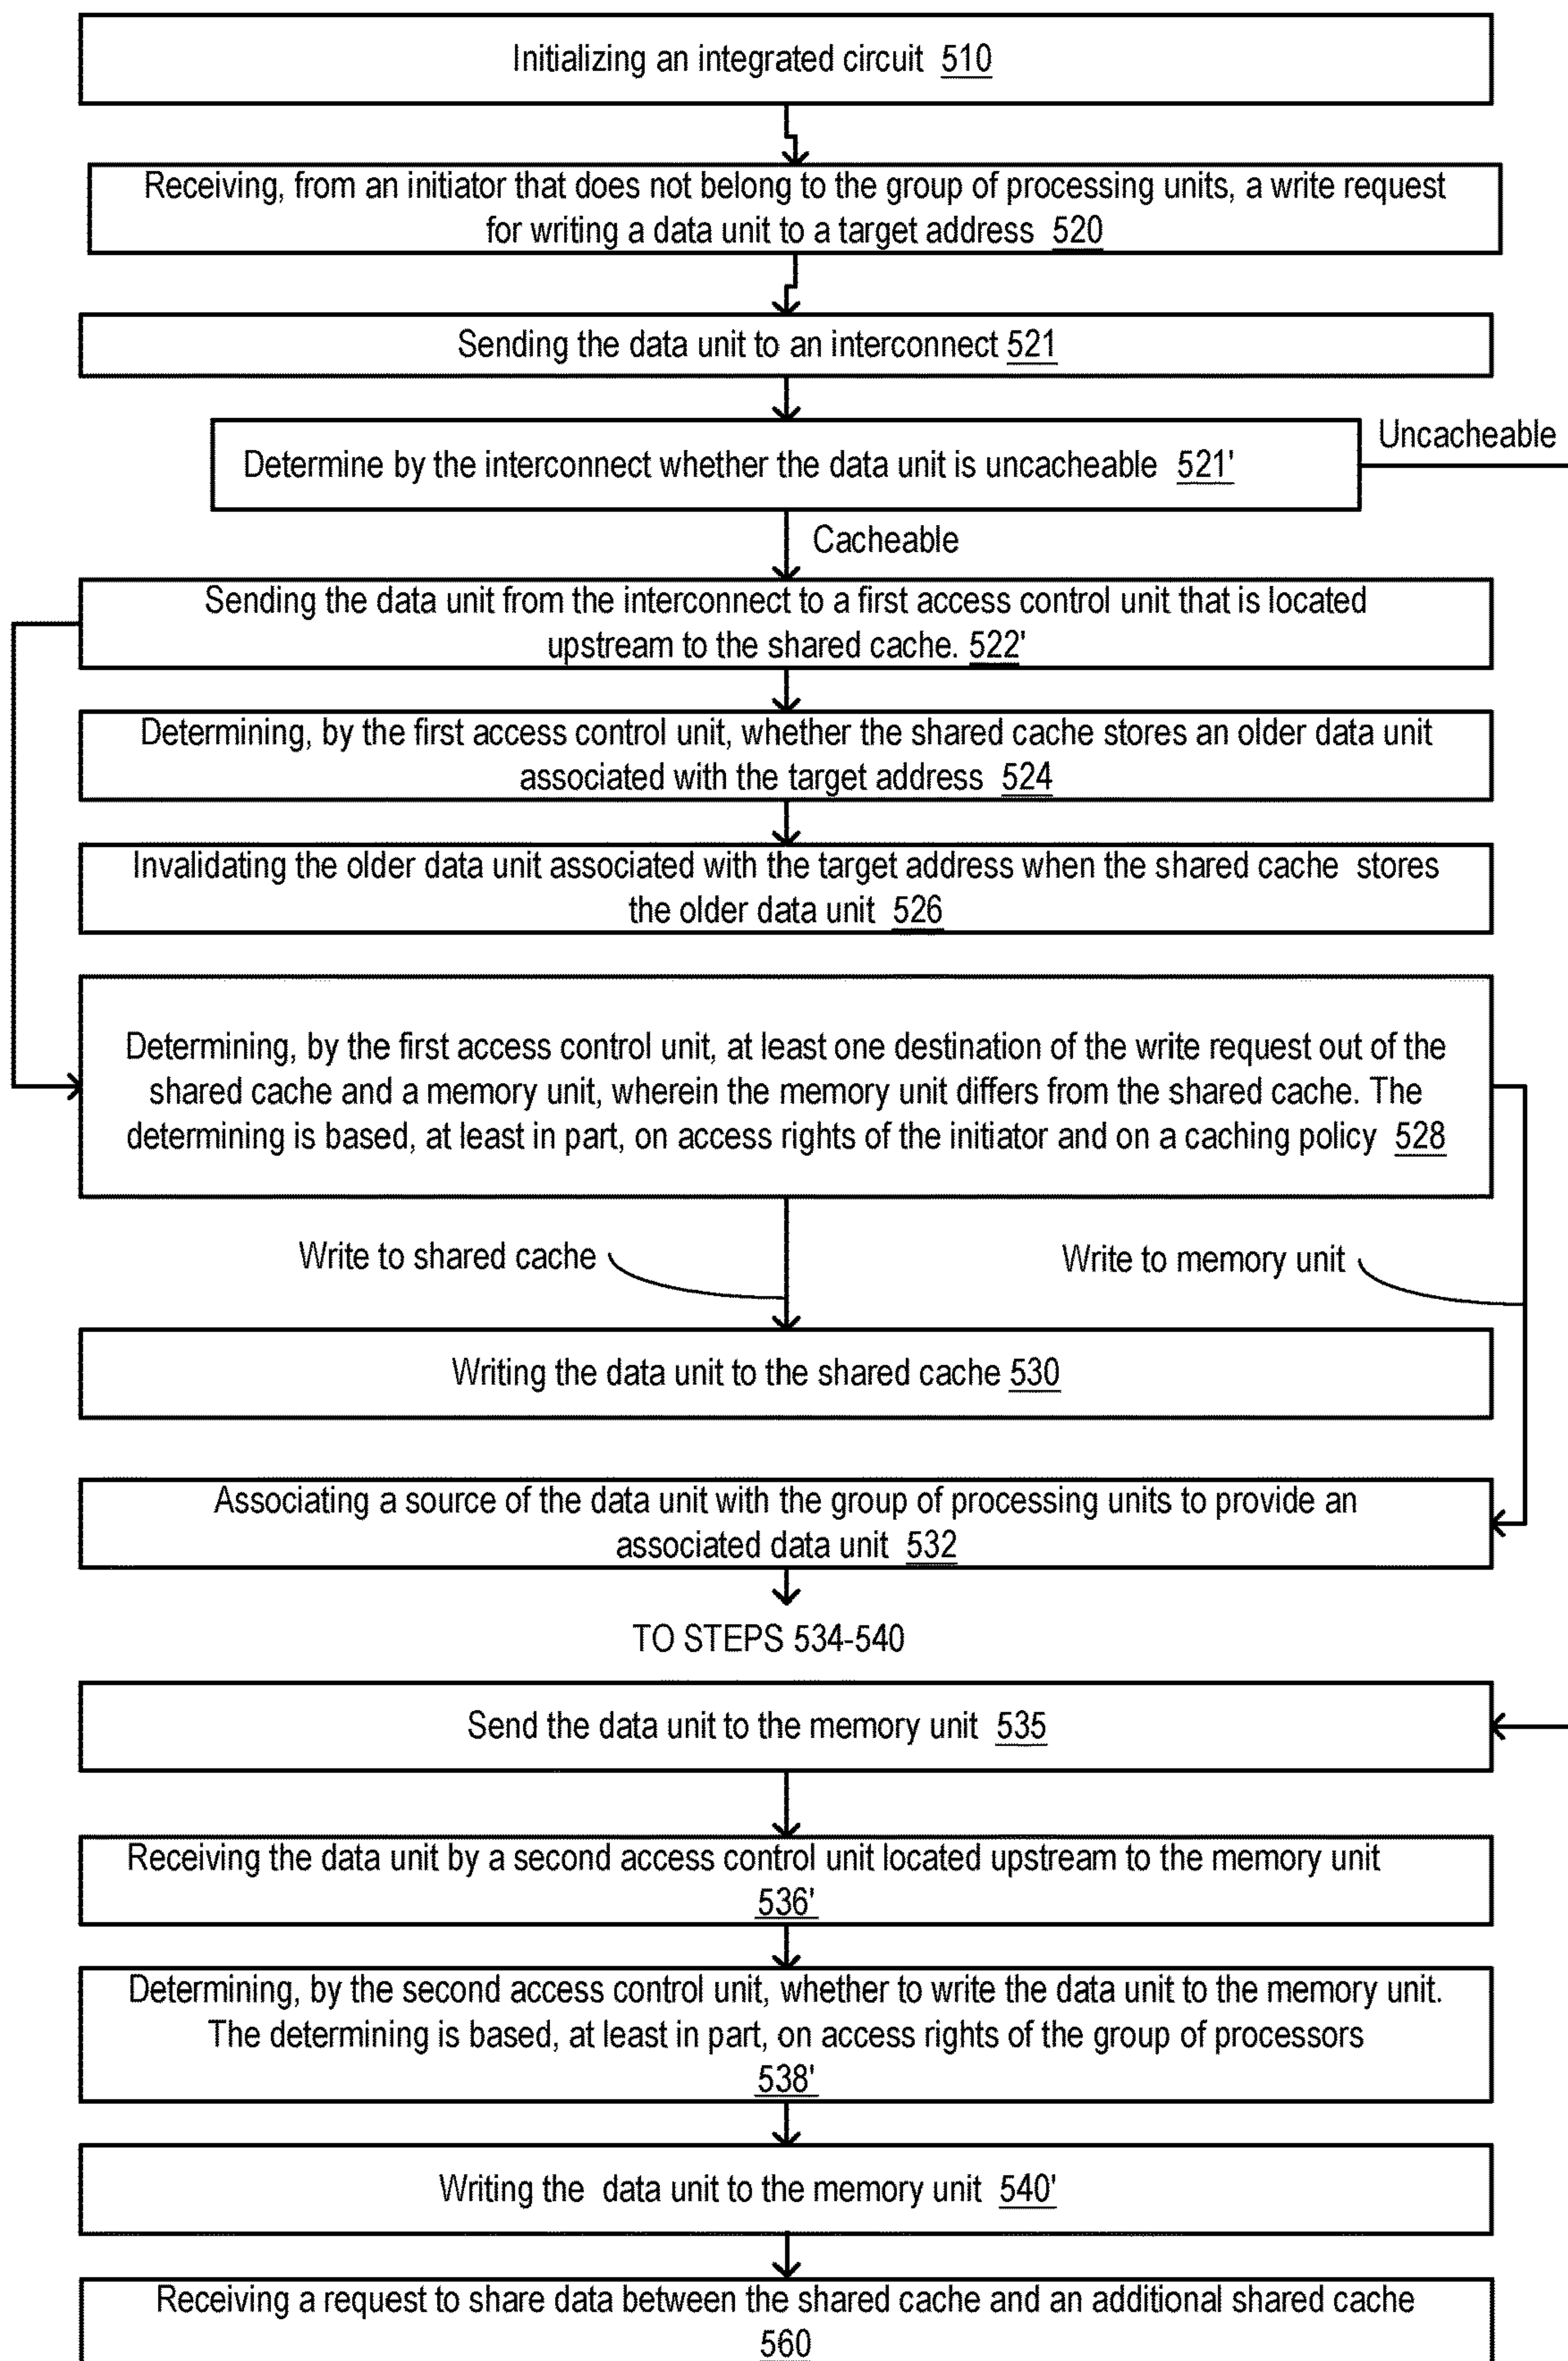 Initializing an integrated circuit 510
Receiving, from an initiator that does not belong to the group of processing units, a write request
for writing a data unit to a target address 520
Sending the data unit to an interconnect 521
Uncacheable
Determine by the interconnect whether the data unit is uncacheable 521'
Cacheable
Sending the data unit from the interconnect to a first access control unit that is located
upstream to the shared cache. 522'
Determining, by the first access control unit, whether the shared cache stores an older data unit
associated with the target address 524
Invalidating the older data unit associated with the target address when the shared cache stores
the older data unit 526
Determining, by the first access control unit, at least one destination of the write request out of the
shared cache and a memory unit, wherein the memory unit differs from the shared cache. The
determining is based, at least in part, on access rights of the initiator and on a caching policy 528
Write to shared cache
Write to memory unit
Writing the data unit to the shared cache 530
Associating a source of the data unit with the group of processing units to provide an
associated data unit 532
TO STEPS 534-540
Send the data unit to the memory unit 535
Receiving the data unit by a second access control unit located upstream to the memory unit
536'
Determining, by the second access control unit, whether to write the data unit to the memory unit.
The determining is based, at least in part, on access rights of the group of processors
538'
Writing the data unit to the memory unit 540'
Receiving a request to share data between the shared cache and an additional shared cache
560